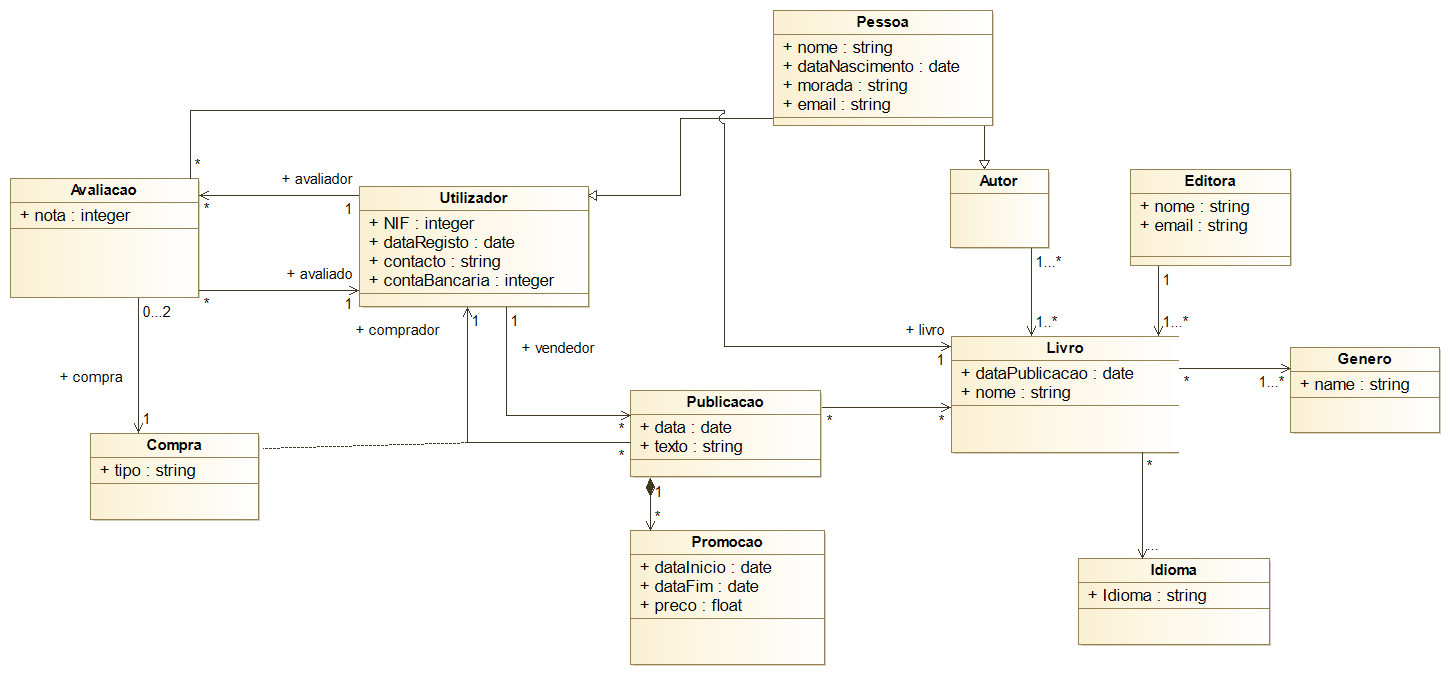 Pessoa
+ nome : string
+ dataNascimento : date
+ morada : string
+ email : string
*
Avaliacao
+ nota : integer
*
*
0...2
+ avaliador
1
+ avaliado
1
Utilizador
+ NIF : integer
+ dataRegisto : date
+ contacto : string
+ contaBancaria : integer
Autor
1...*
1..*
Editora
+ nome : string
+ email : string
1
1...*
+ comprador
1
1
+ vendedor
+ livro
1
Livro
+ dataPublicacao : date
+ nome : string
*
1...*
Genero
+ name : string
+ compra
1
Compra
+ tipo : string
Publicacao
+ data : date
+ texto : string
*
*
*
*
1
*
Promocao
+ dataInicio : date
+ dataFim : date
+ preco : float
*
...
Idioma
+ Idioma : string